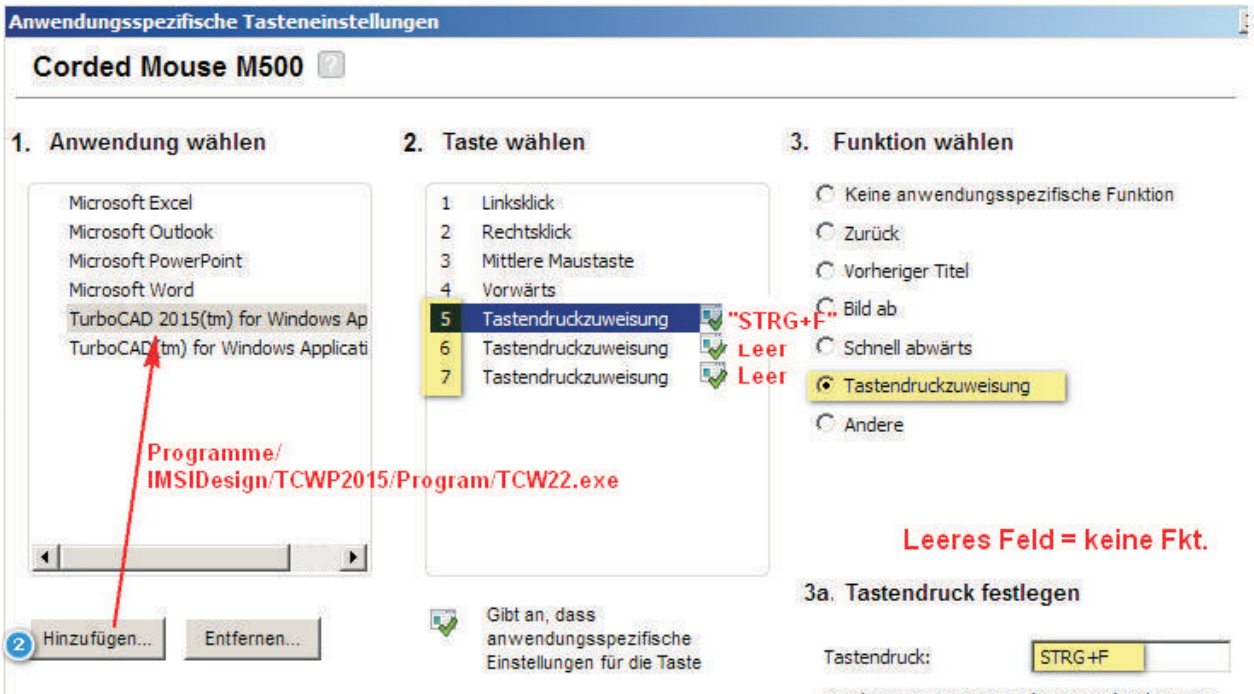 Anwendungsspezifische Tasteneinstellungen
Corded Mouse M500 ?
1. Anwendung wählen
Microsoft Excel
Microsoft Outlook
Microsoft PowerPoint
Microsoft Word
TurboCAD 2015(tm) for Windows Ap
TurboCAD(tm) for Windows Applicati
Programme/
IMSIDesign/TCWP2015/Program/TCW22.exe
2 Hinzufügen...
Entfernen...
2. Taste wählen
1 Linksklick
2 Rechtsklick
3 Mittlere Maustaste
4 Vorwärts
5 Tastendruckzuweisung "STRG+F"
6 Tastendruckzuweisung Leer
7 Tastendruckzuweisung Leer
Gibt an, dass
anwendungsspezifische
Einstellungen für die Taste
3. Funktion wählen
Keine anwendungsspezifische Funktion
Zurück
Vorheriger Titel
Bild ab
Schnell abwärts
Tastendruckzuweisung
Andere
Leeres Feld = keine Fkt.
3a. Tastendruck festlegen
Tastendruck: STRG+F